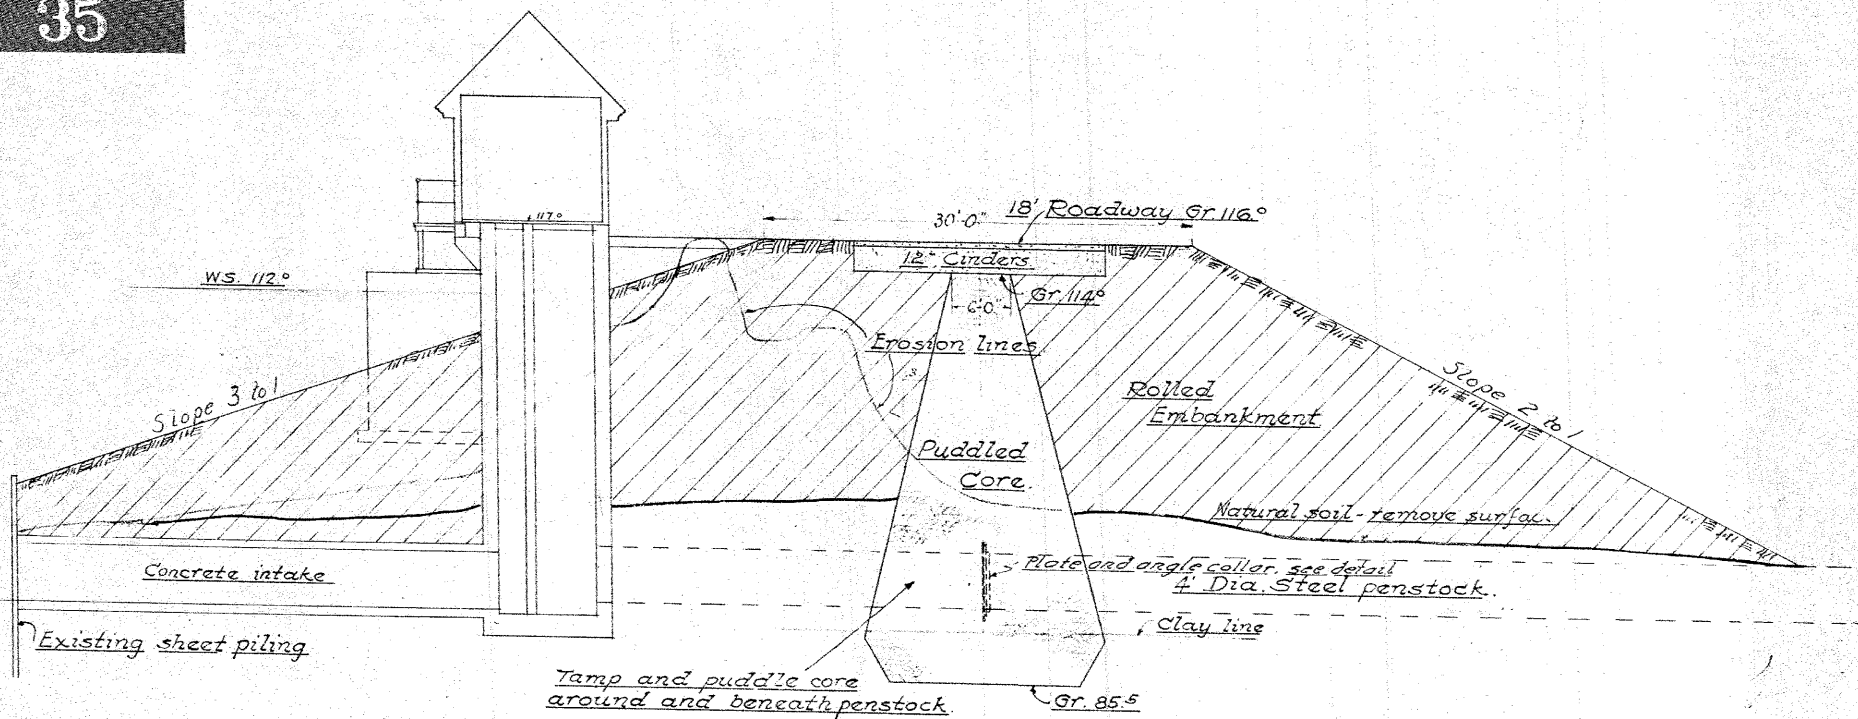 35
117.0
30'-0"
18' Roadway Gr. 116.0
W.S. 112.0
12" Cinders
Gr. 114.0
6'-0"
Erosion lines
Slope 3 to 1
Rolled
Embankment
Slope 2 to 1
Puddled
Core.
Natural soil - remove surfac.
Concrete intake
Plate and angle collar. see detail
4' Dia. Steel penstock.
Clay line
Existing sheet piling
Tamp and puddle core
around and beneath penstock.
Gr. 85.5